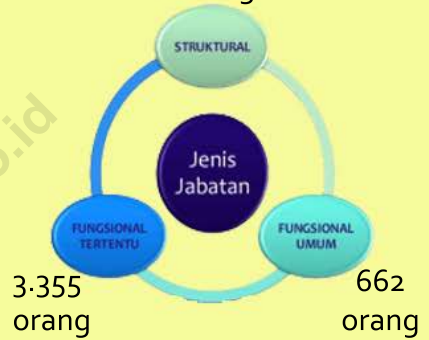 STRUKTURAL
Jenis
Jabatan
FUNGSIONAL
TERTENTU
FUNGSIONAL
UMUM
3.355
orang
662
orang